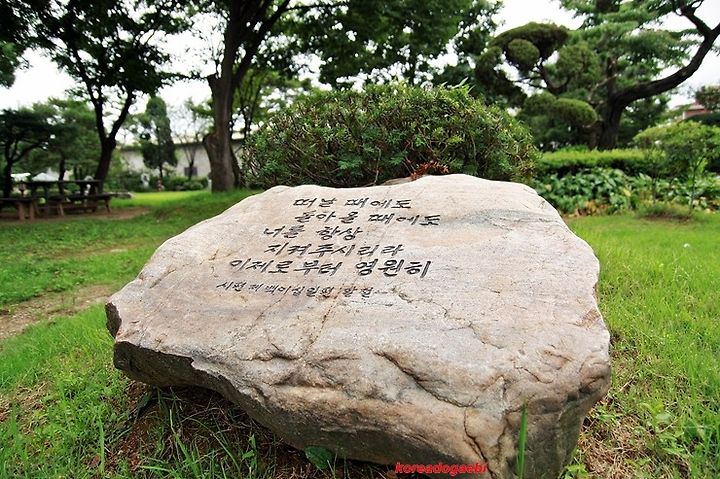 떠날 때에도
돌아올 때에도
너를 항상
지켜주시리라
이제로부터 영원히
시편 제 백이십편 팔절
koreadogaebi